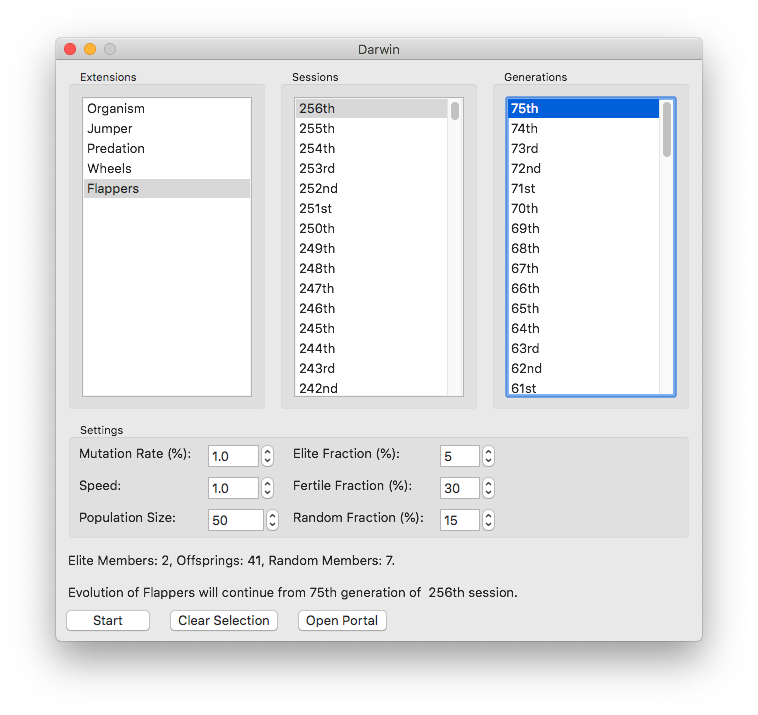 Darwin
Extensions
Organism
Jumper
Predation
Wheels
Flappers
Sessions
256th
255th
254th
253rd
252nd
251st
250th
249th
248th
247th
246th
245th
244th
243rd
242nd
Generations
75th
74th
73rd
72nd
71st
70th
69th
68th
67th
66th
65th
64th
63rd
62nd
61st
Settings
Mutation Rate (%): 1.0 Elite Fraction (%): 5
Speed: 1.0 Fertile Fraction (%): 30
Population Size: 50 Random Fraction (%): 15
Elite Members: 2, Offsprings: 41, Random Members: 7.
Evolution of Flappers will continue from 75th generation of  256th session.
Start Clear Selection Open Portal